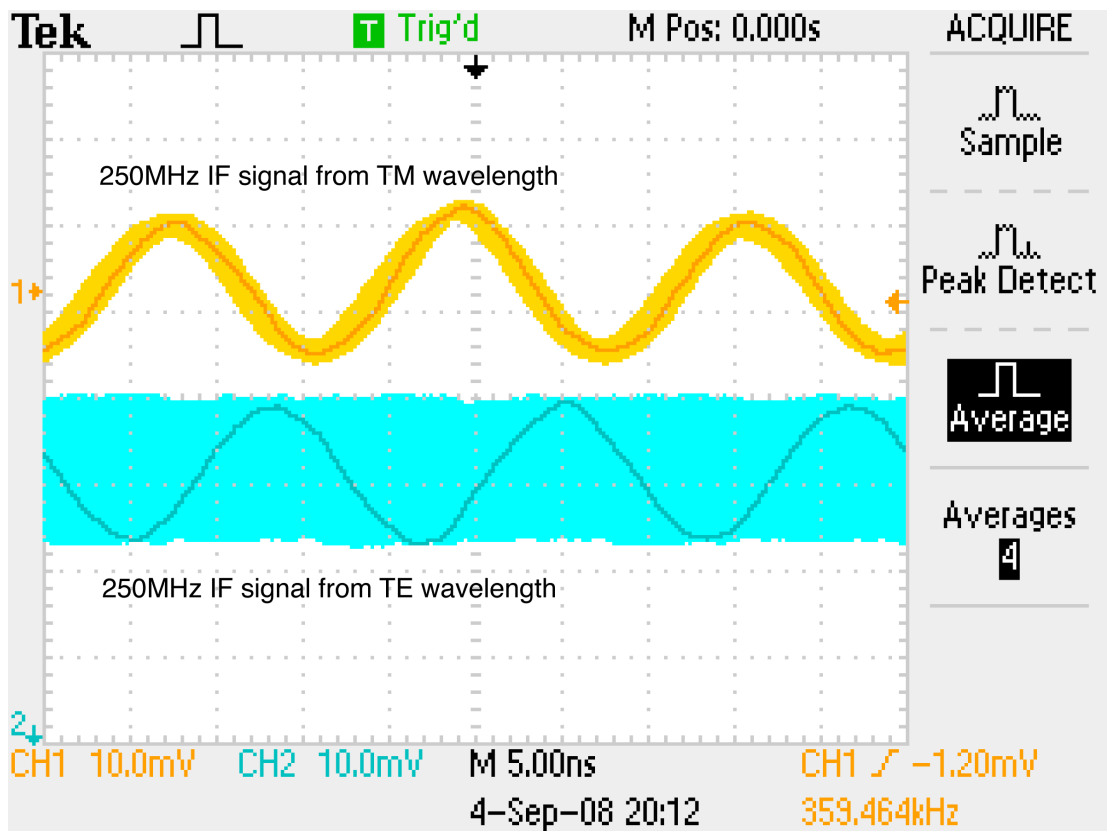 Tek T Trig'd M Pos: 0.000s ACQUIRE
Sample
250MHz IF signal from TM wavelength
1
Peak Detect
Average
Averages
4
250MHz IF signal from TE wavelength
2
CH1 10.0mV CH2 10.0mV M 5.00ns CH1 -1.20mV
4-Sep-08 20:12 359.464kHz